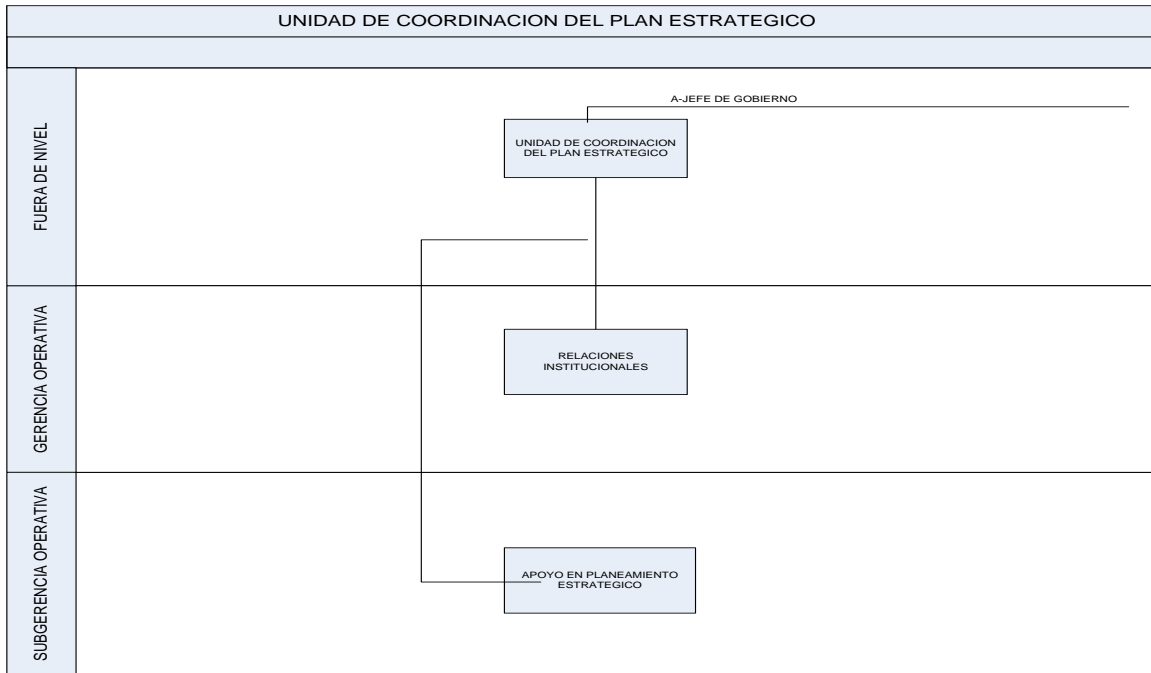 UNIDAD DE COORDINACION DEL PLAN ESTRATEGICO
FUERA DE NIVEL
A-JEFE DE GOBIERNO
UNIDAD DE COORDINACION
DEL PLAN ESTRATEGICO
GERENCIA OPERATIVA
RELACIONES
INSTITUCIONALES
SUBGERENCIA OPERATIVA
APOYO EN PLANEAMIENTO
ESTRATEGICO